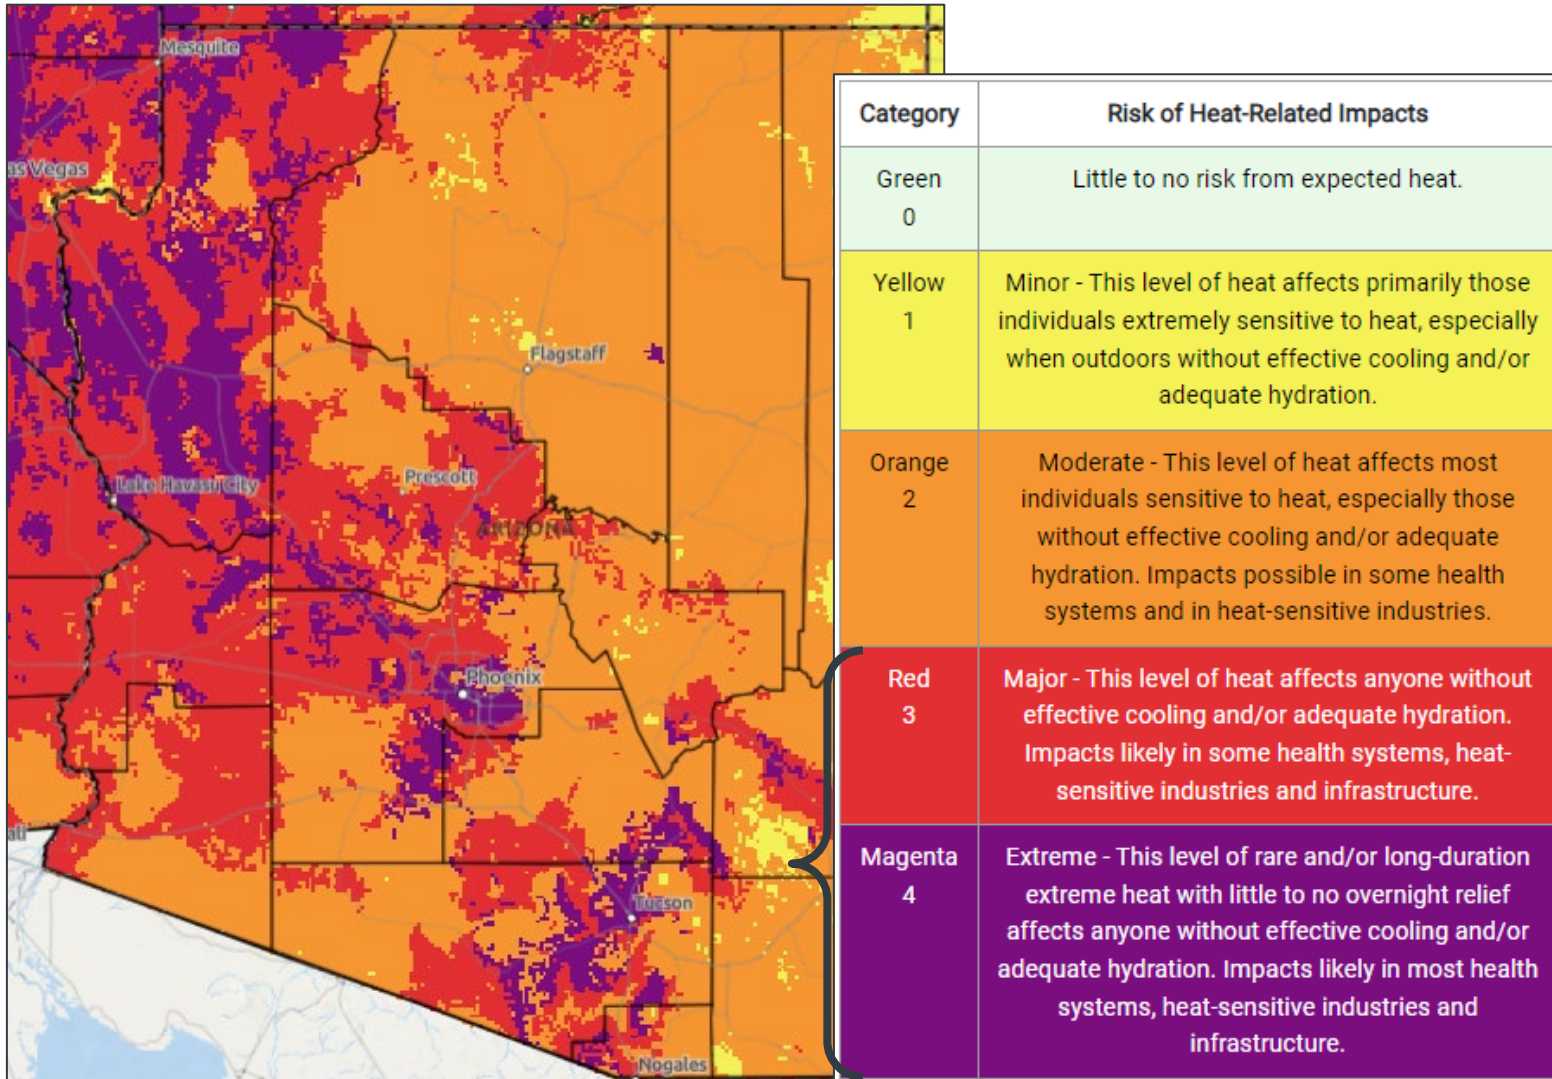 Mesquite
as Vegas
Flagstaff
Prescott
Lake Havasu City
ARIZONA
Phoenix
Tucson
Nogales
ali
Category
Risk of Heat-Related Impacts
Green
0
Little to no risk from expected heat.
Yellow
1
Minor - This level of heat affects primarily those
individuals extremely sensitive to heat, especially
when outdoors without effective cooling and/or
adequate hydration.
Orange
2
Moderate - This level of heat affects most
individuals sensitive to heat, especially those
without effective cooling and/or adequate
hydration. Impacts possible in some health
systems and in heat-sensitive industries.
Red
3
Major - This level of heat affects anyone without
effective cooling and/or adequate hydration.
Impacts likely in some health systems, heat-
sensitive industries and infrastructure.
Magenta
4
Extreme - This level of rare and/or long-duration
extreme heat with little to no overnight relief
affects anyone without effective cooling and/or
adequate hydration. Impacts likely in most health
systems, heat-sensitive industries and
infrastructure.